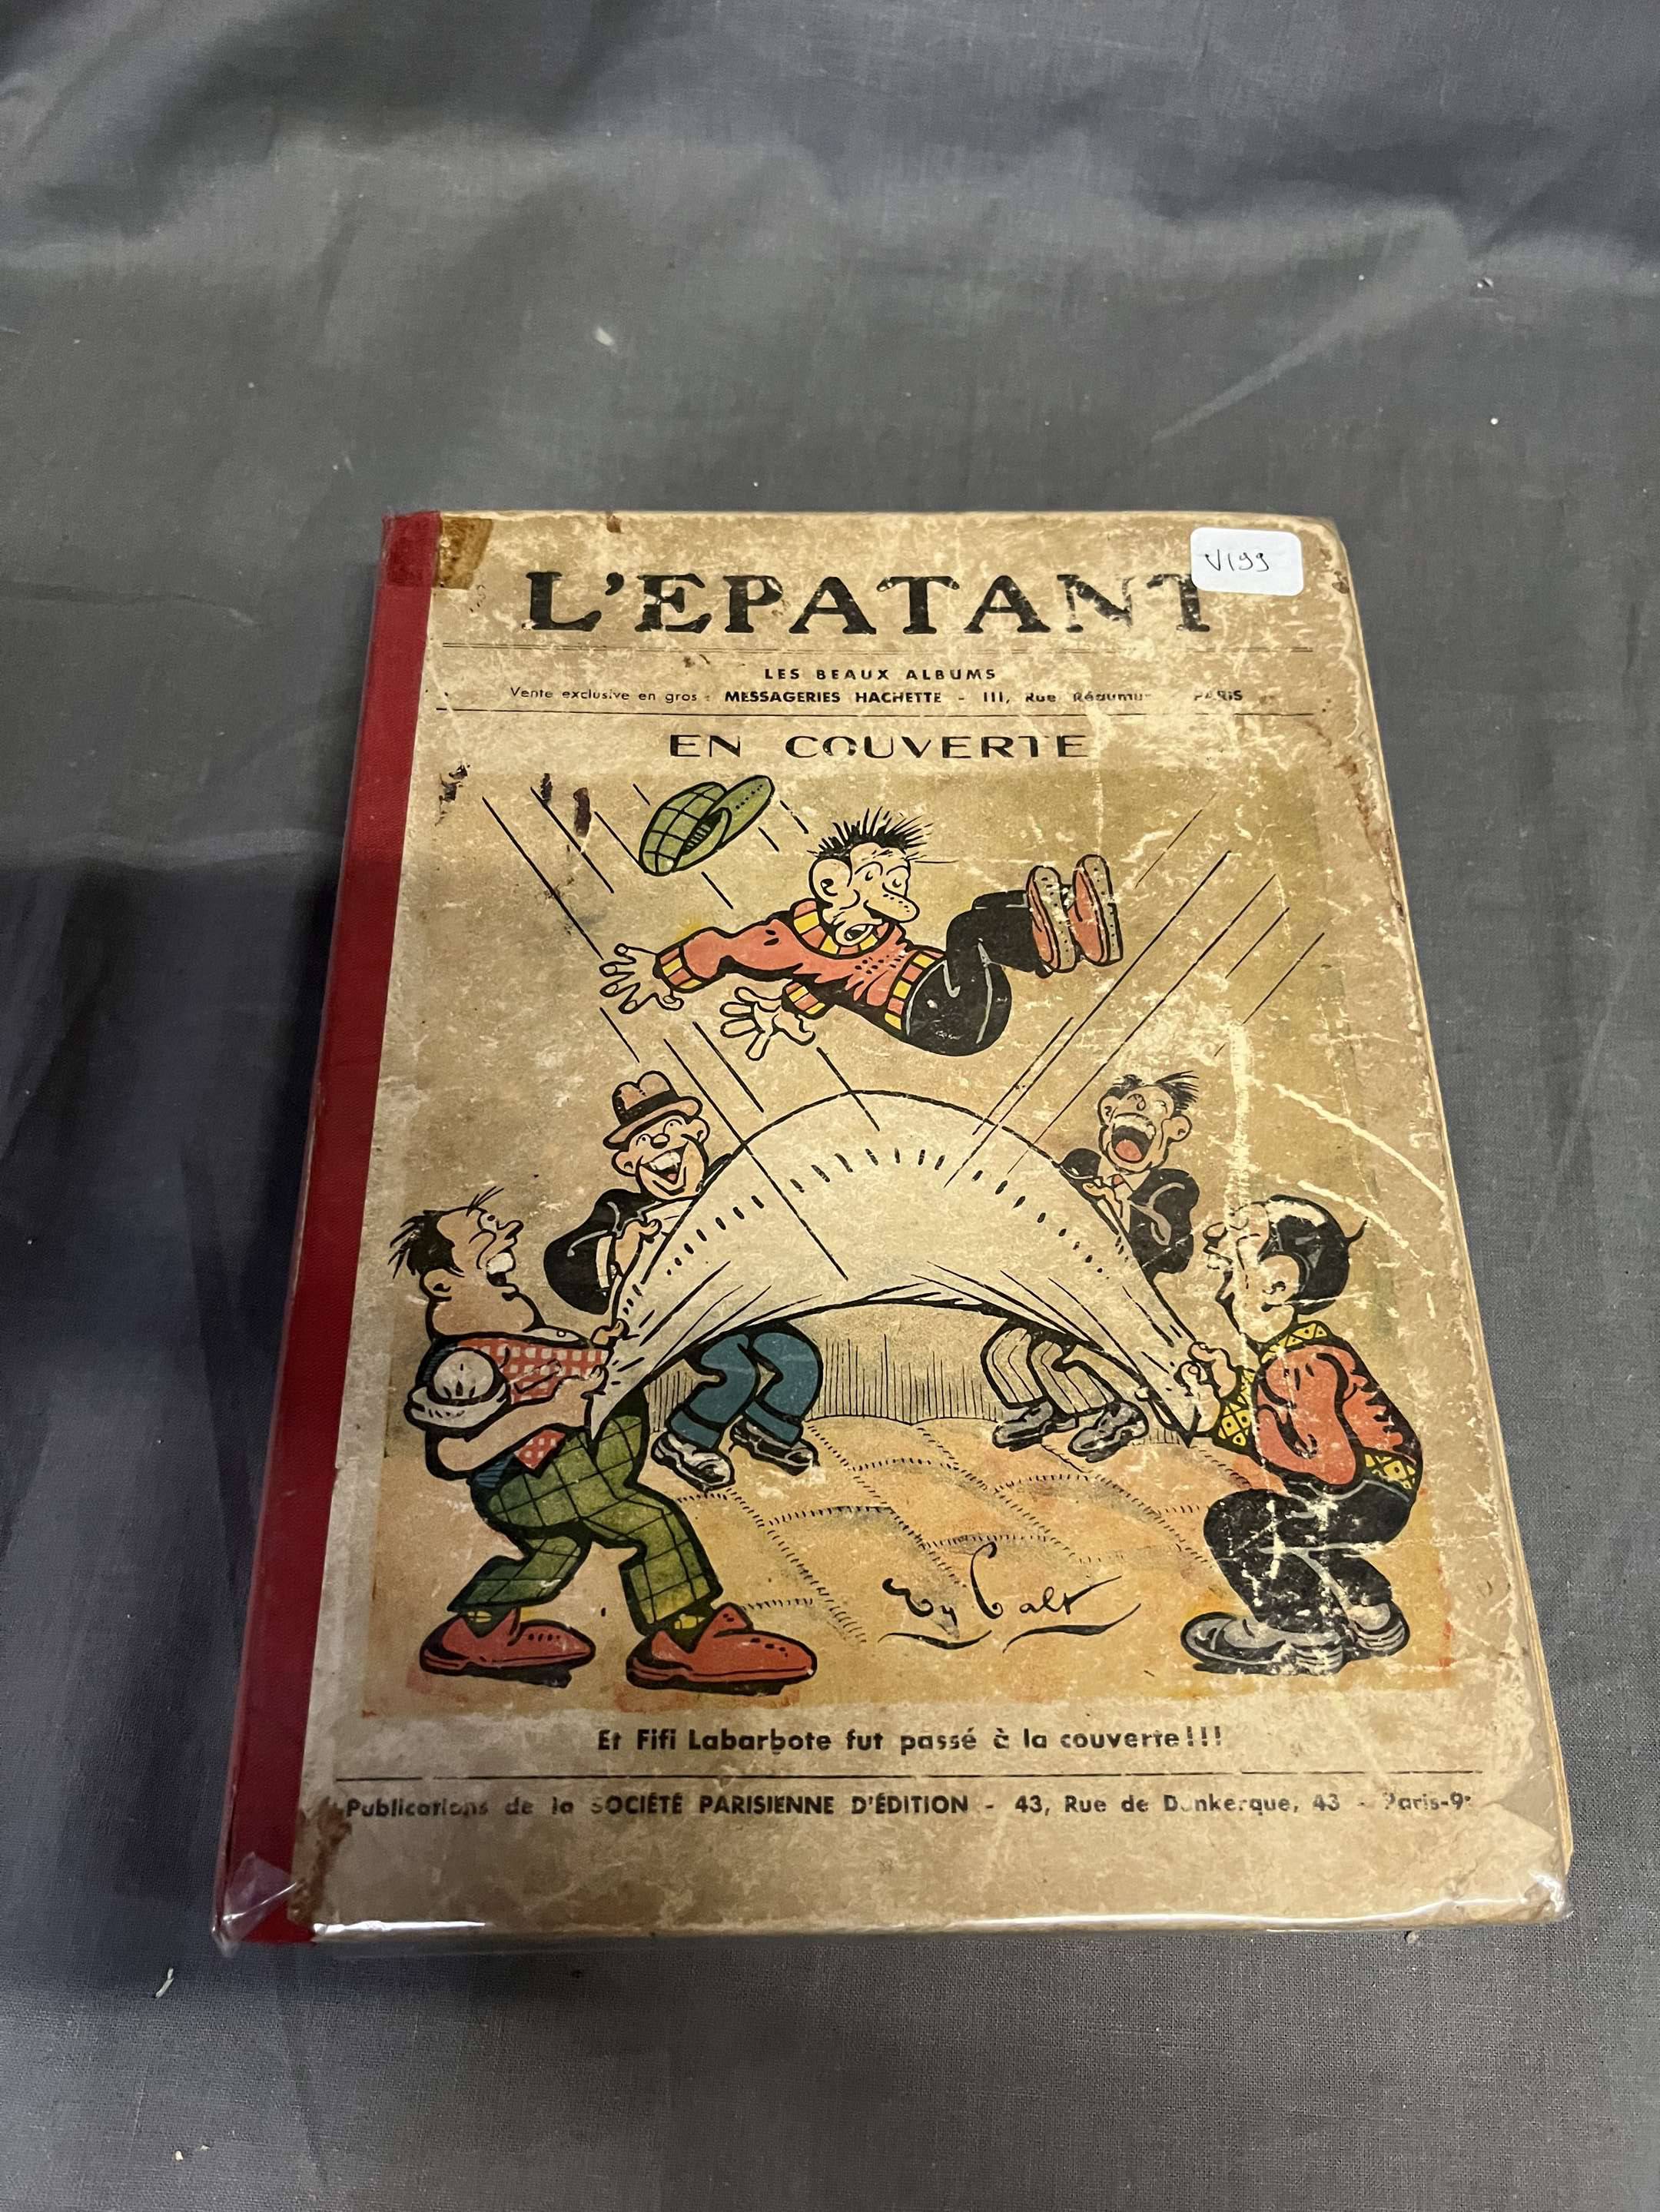 L'EPATANT
V199
LES BEAUX ALBUMS
Vente exclusive en gros : MESSAGERIES HACHETTE - 111, Rue Réaumur PARIS
EN COUVERTE
Et Fifi Labarbote fut passé à la couverte!!!
Publications de la SOCIÉTÉ PARISIENNE D'ÉDITION - 43, Rue de Dunkerque, 43 - Paris-9e